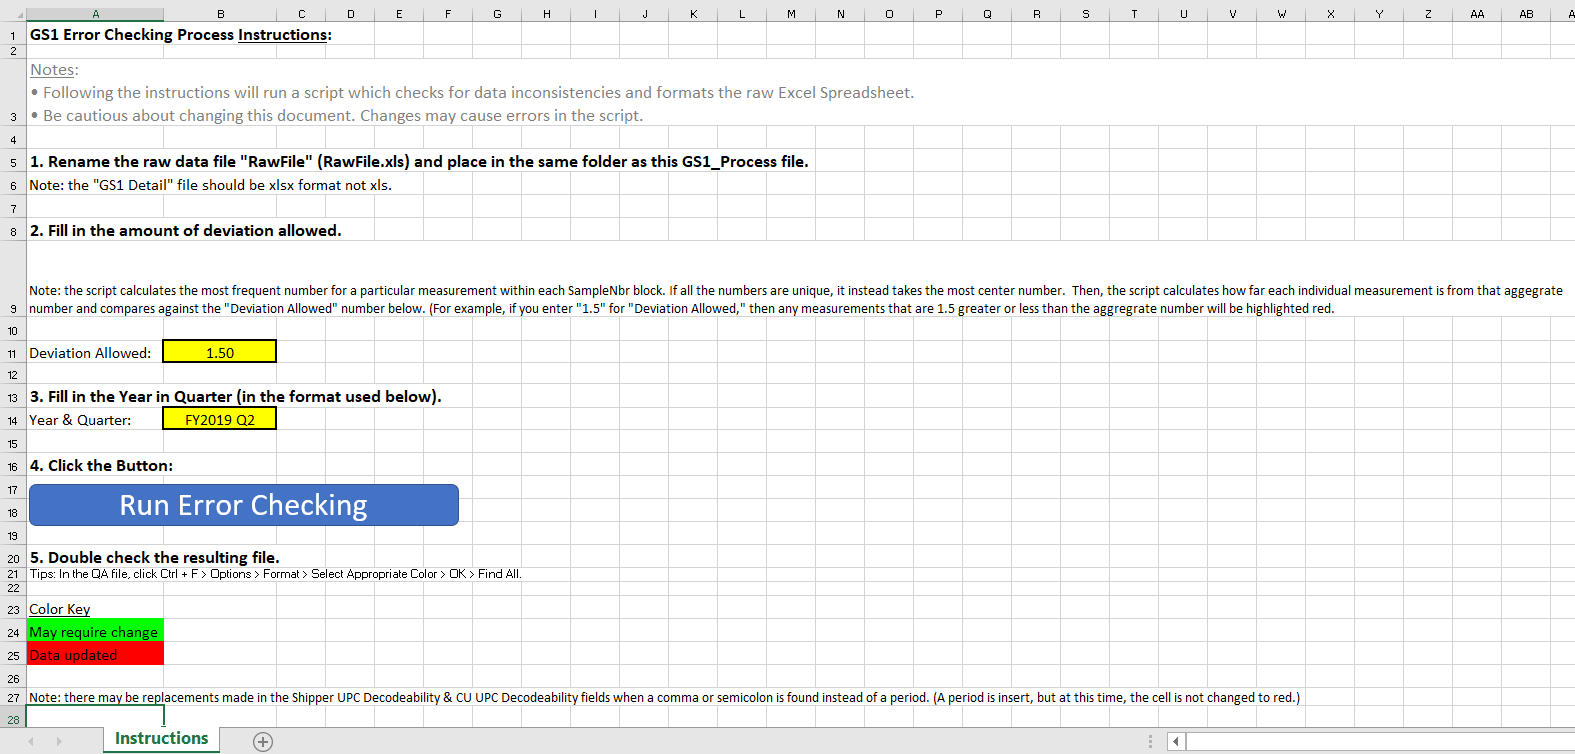 A B C D E F G H I J K L M N O P Q R S T U V W X Y Z AA AB A
1 GS1 Error Checking Process Instructions:
2
Notes:
• Following the instructions will run a script which checks for data inconsistencies and formats the raw Excel Spreadsheet.
3 • Be cautious about changing this document. Changes may cause errors in the script.
4
5 1. Rename the raw data file "RawFile" (RawFile.xls) and place in the same folder as this GS1_Process file.
6 Note: the "GS1 Detail" file should be xlsx format not xls.
7
8 2. Fill in the amount of deviation allowed.
Note: the script calculates the most frequent number for a particular measurement within each SampleNbr block. If all the numbers are unique, it instead takes the most center number.  Then, the script calculates how far each individual measurement is from that aggegrate
9 number and compares against the "Deviation Allowed" number below. (For example, if you enter "1.5" for "Deviation Allowed," then any measurements that are 1.5 greater or less than the aggregrate number will be highlighted red.
10
11 Deviation Allowed: 1.50
12
13 3. Fill in the Year in Quarter (in the format used below).
14 Year & Quarter: FY2019 Q2
15
16 4. Click the Button:
17
Run Error Checking
18
19
20 5. Double check the resulting file.
21 Tips: In the QA file, click Ctrl + F > Options > Format > Select Appropriate Color > OK > Find All.
22
23 Color Key
24 May require change
25 Data updated
26
27 Note: there may be replacements made in the Shipper UPC Decodeability & CU UPC Decodeability fields when a comma or semicolon is found instead of a period. (A period is insert, but at this time, the cell is not changed to red.)
28
Instructions